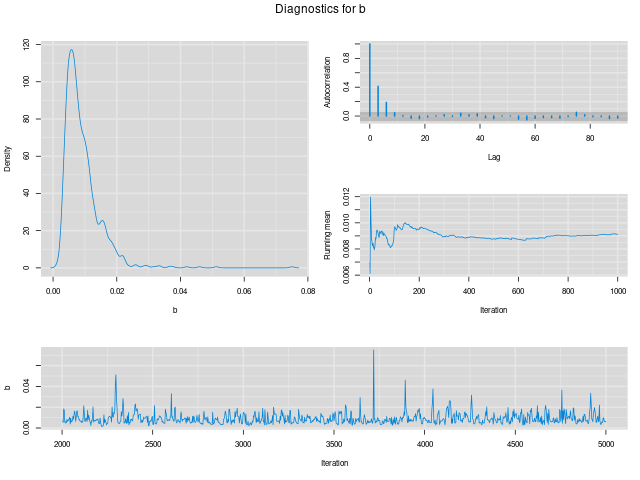 Diagnostics for b
Density
0 20 40 60 80 100 120
0.00 0.02 0.04 0.06 0.08
b
Autocorrelation
0.0 0.4 0.8
0 20 40 60 80
Lag
Running mean
0.006 0.008 0.010 0.012
0 200 400 600 800 1000
Iteration
b
0.00 0.04
2000 2500 3000 3500 4000 4500 5000
Iteration